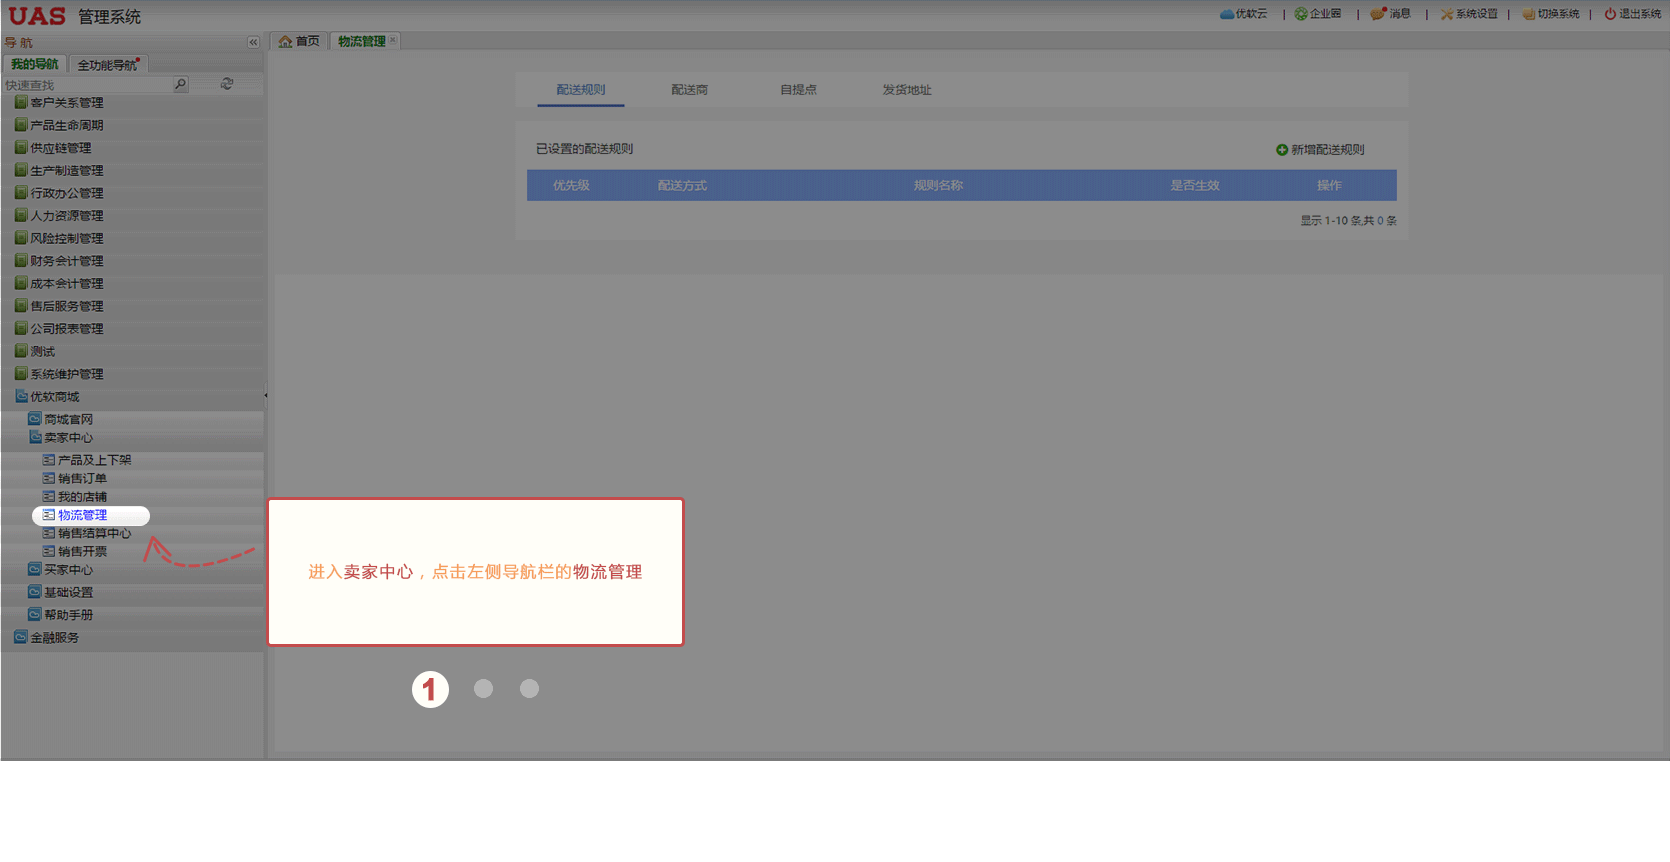 UAS 管理系统
优软云 | 企业圈 | 消息 | 系统设置 | 切换系统 | 退出系统
导航
首页
物流管理
我的导航
全功能导航
快速查找
客户关系管理
产品生命周期
供应链管理
生产制造管理
行政办公管理
人力资源管理
风险控制管理
财务会计管理
成本会计管理
售后服务管理
公司报表管理
测试
系统维护管理
优软商城
商城官网
卖家中心
产品及上下架
销售订单
我的店铺
物流管理
销售结算中心
销售开票
买家中心
基础设置
帮助手册
金融服务
配送规则 配送商 自提点 发货地址
已设置的配送规则
新增配送规则
优先级 配送方式 规则名称 是否生效 操作
显示 1-10 条,共 0 条
进入卖家中心，点击左侧导航栏的物流管理
1